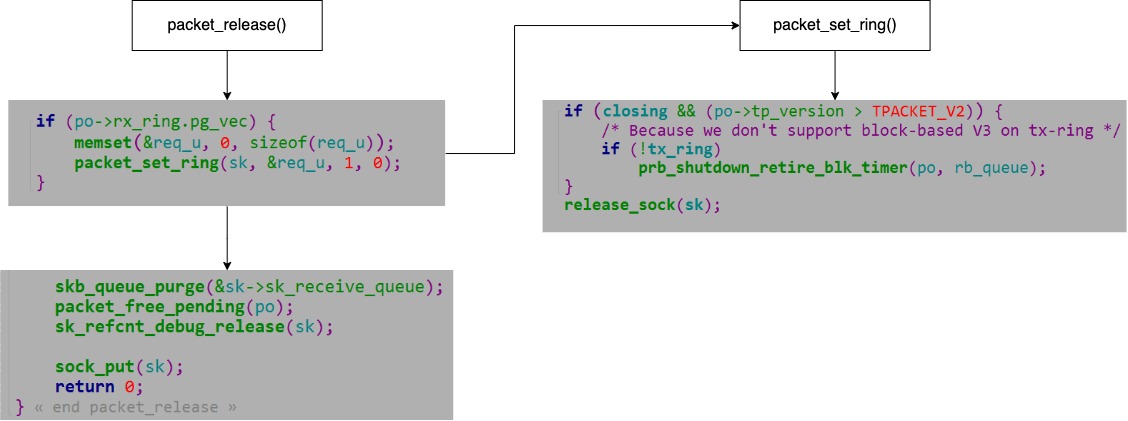 packet_release()
if (po->rx_ring.pg_vec) {
memset(&req_u, 0, sizeof(req_u));
packet_set_ring(sk, &req_u, 1, 0);
}
skb_queue_purge(&sk->sk_receive_queue);
packet_free_pending(po);
sk_refcnt_debug_release(sk);
sock_put(sk);
return 0;
} « end packet_release »
packet_set_ring()
if (closing && (po->tp_version > TPACKET_V2)) {
/* Because we don't support block-based V3 on tx-ring */
if (!tx_ring)
prb_shutdown_retire_blk_timer(po, rb_queue);
}
release_sock(sk);